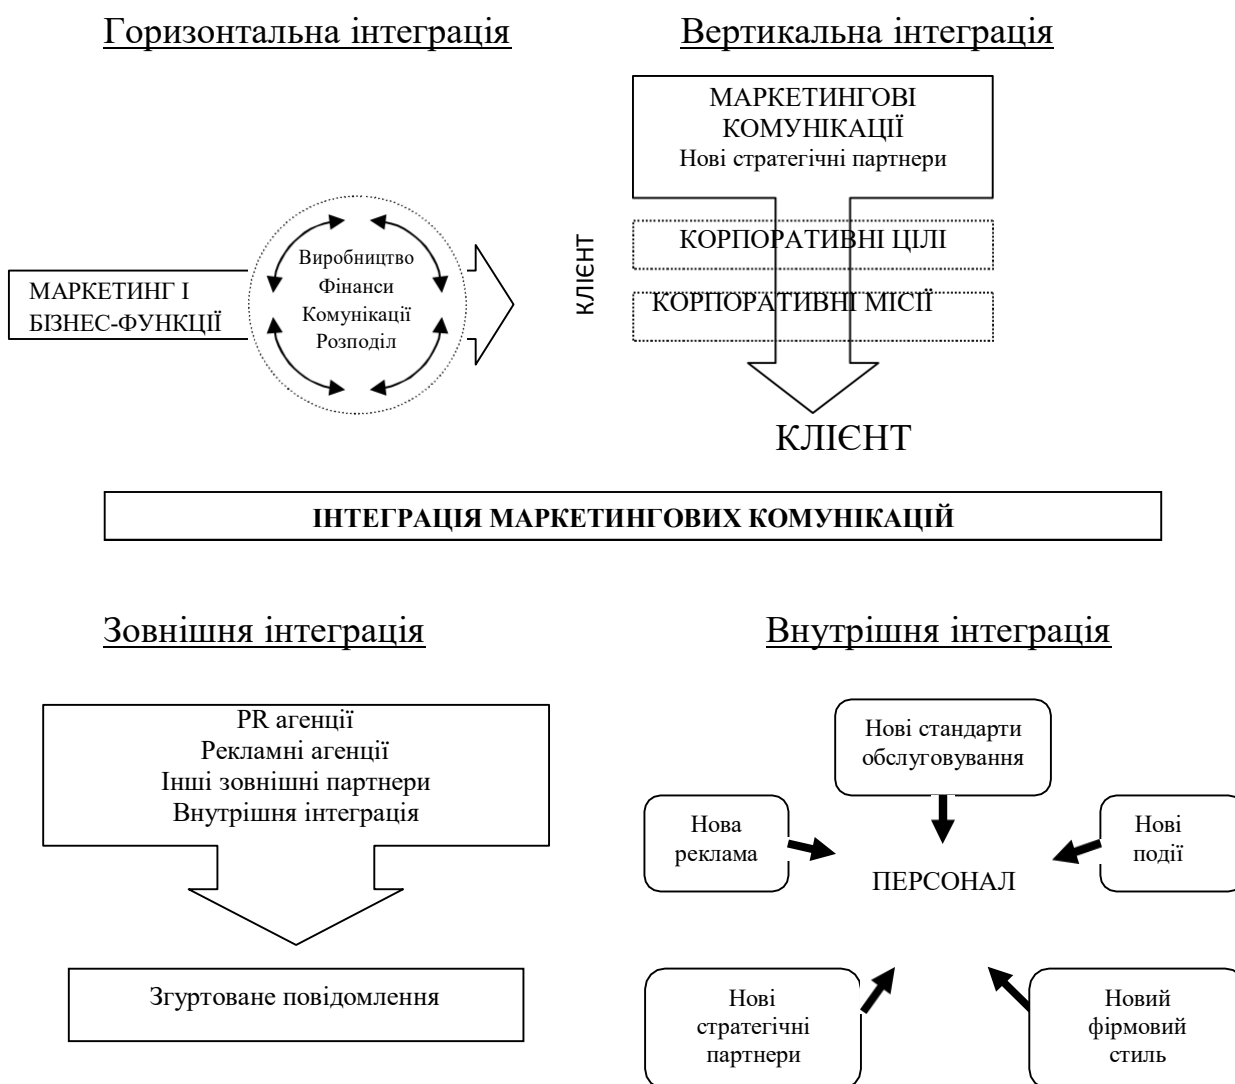 Горизонтальна інтеграція
Вертикальна інтеграція
МАРКЕТИНГ І
БІЗНЕС-ФУНКЦІЇ
Виробництво
Фінанси
Комунікації
Розподіл
КЛІЄНТ
МАРКЕТИНГОВІ
КОМУНІКАЦІЇ
Нові стратегічні партнери
КОРПОРАТИВНІ ЦІЛІ
КОРПОРАТИВНІ МІСІЇ
КЛІЄНТ
ІНТЕГРАЦІЯ МАРКЕТИНГОВИХ КОМУНІКАЦІЙ
Зовнішня інтеграція
Внутрішня інтеграція
PR агенції
Рекламні агенції
Інші зовнішні партнери
Внутрішня інтеграція
Згуртоване повідомлення
Нові стандарти
обслуговування
Нова
реклама
Нові
події
ПЕРСОНАЛ
Нові
стратегічні
партнери
Новий
фірмовий
стиль